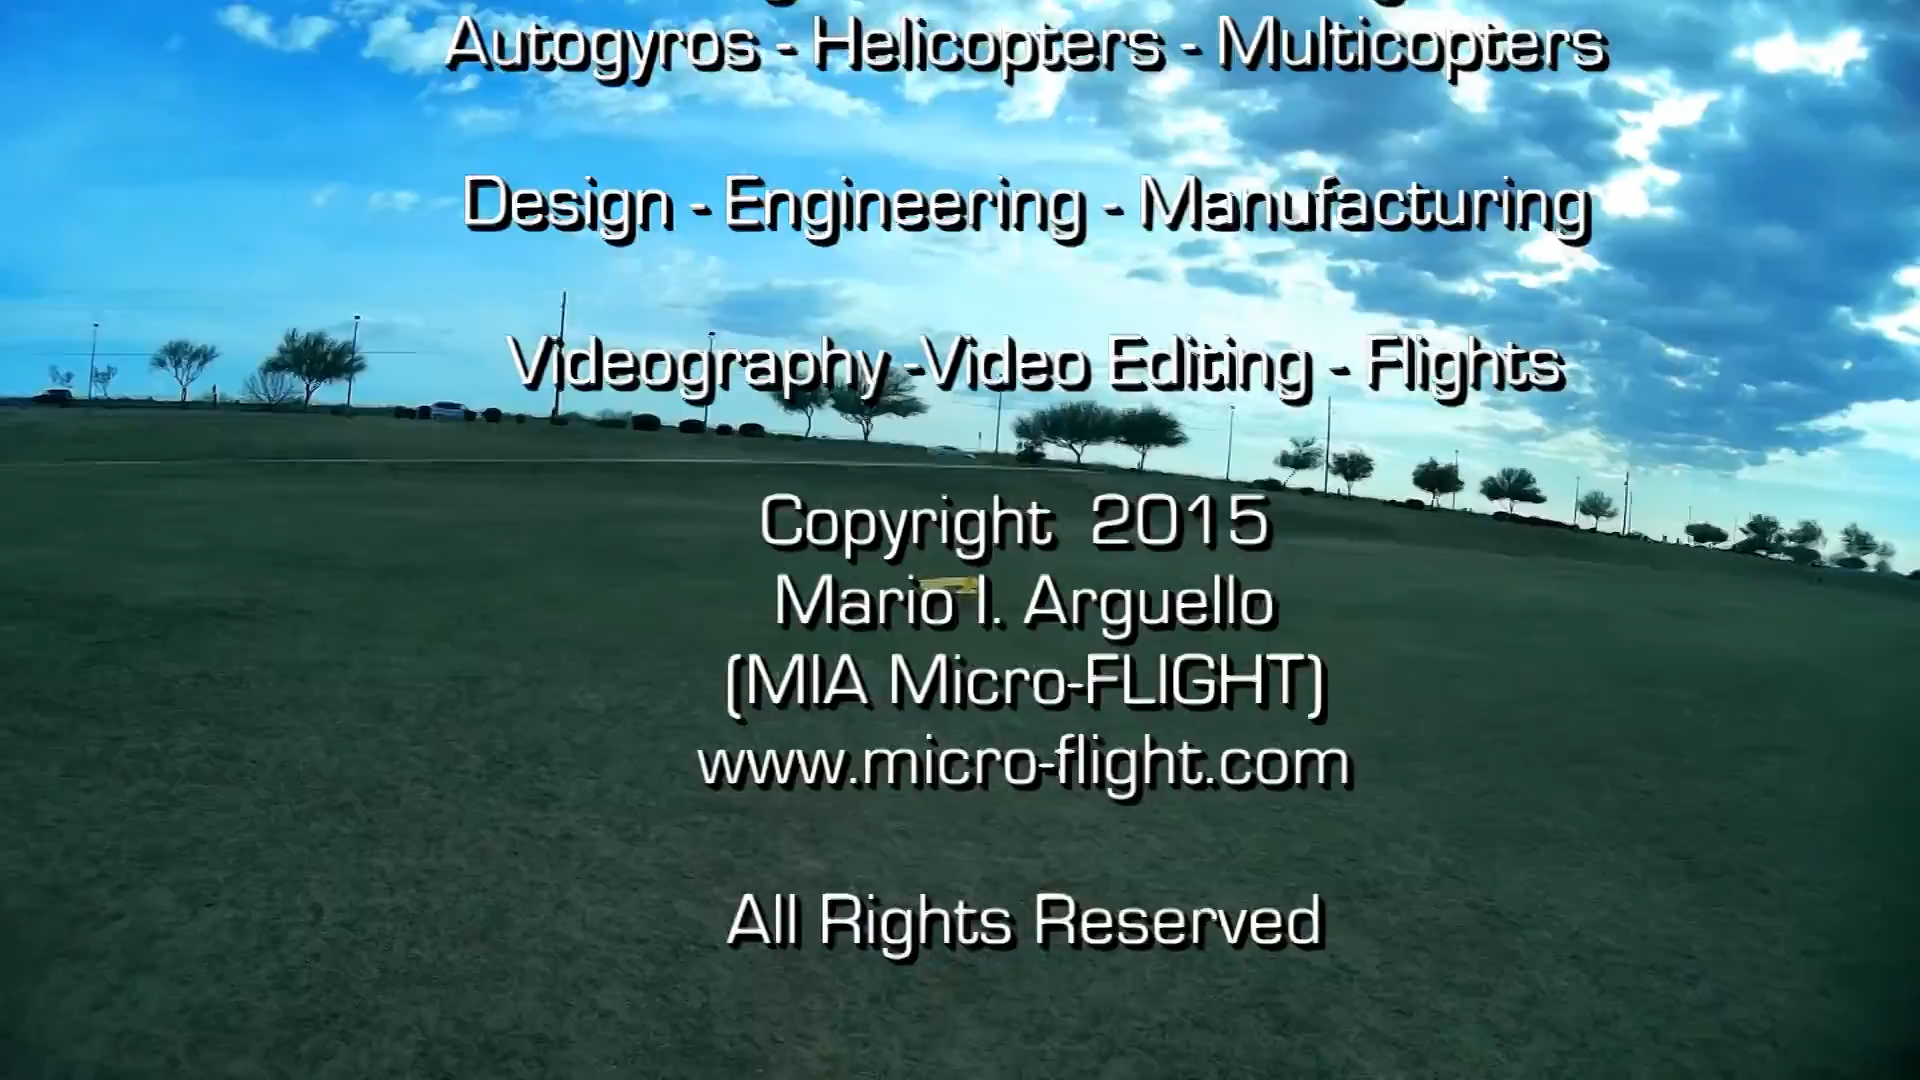 Autogyros - Helicopters - Multicopters
Design - Engineering - Manufacturing
Videography -Video Editing - Flights
Copyright 2015
Mario I. Arguello
(MIA Micro-FLIGHT)
www.micro-flight.com
All Rights Reserved